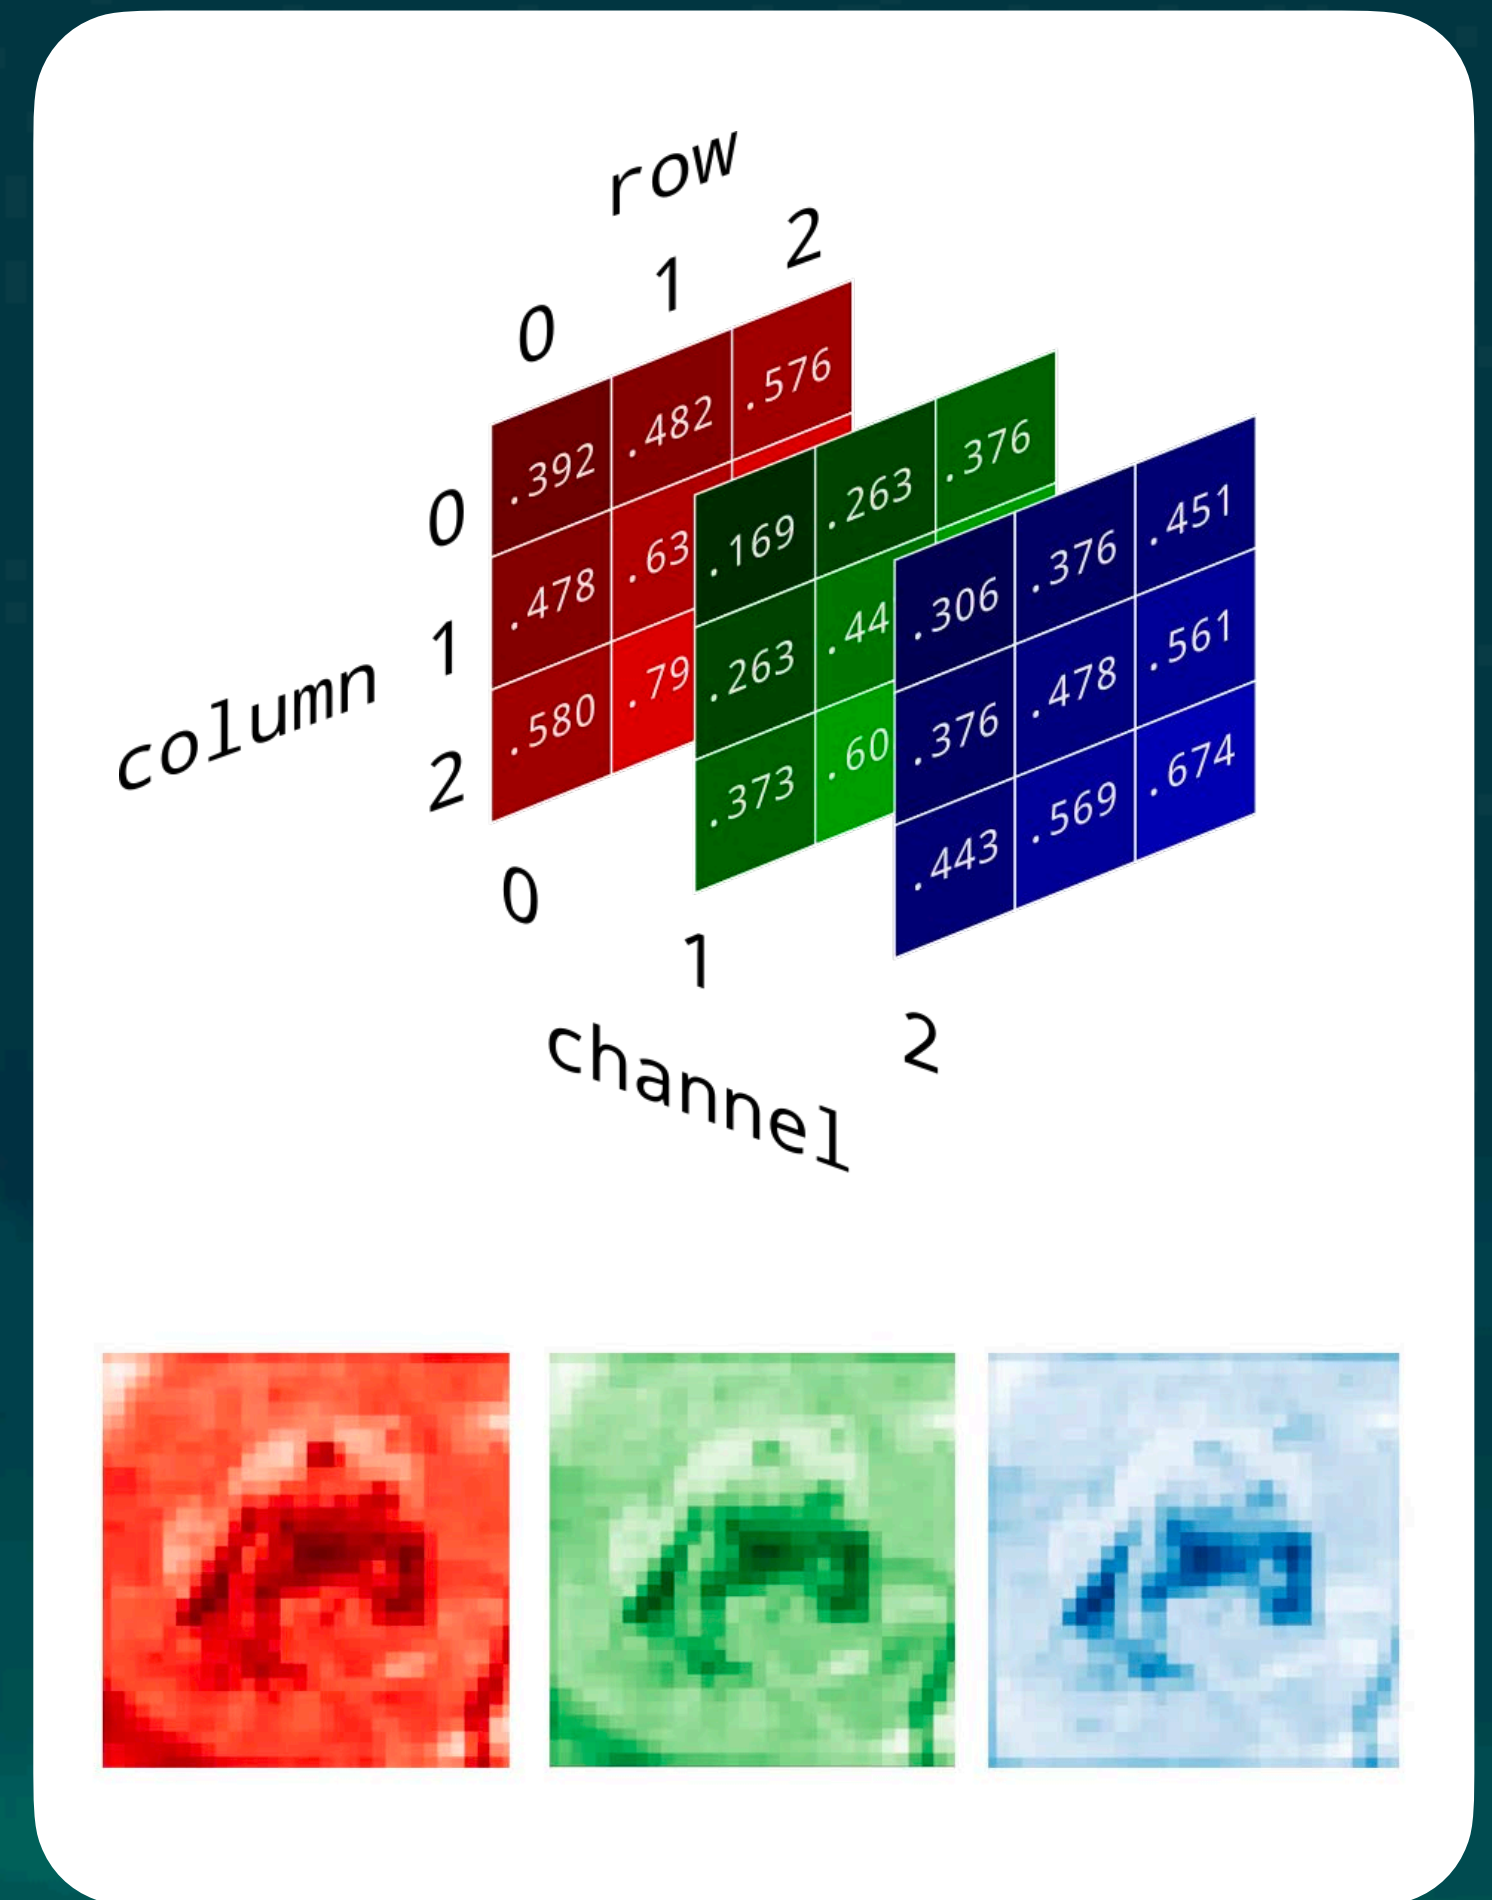 row
0 1 2
column
0
1
2
.392 .482 .576
.478 .63
.580 .79
.169 .263 .376
.263 .44
.373 .60
.306 .376 .451
.376 .478 .561
.443 .569 .674
0 1 2
channel